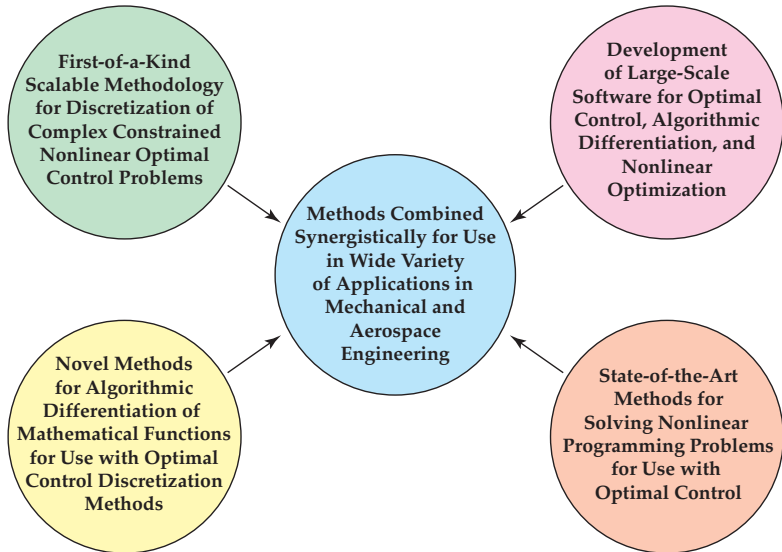 First-of-a-Kind
Scalable Methodology
for Discretization of
Complex Constrained
Nonlinear Optimal
Control Problems
Development
of Large-Scale
Software for Optimal
Control, Algorithmic
Differentiation, and
Nonlinear
Optimization
Methods Combined
Synergistically for Use
in Wide Variety
of Applications in
Mechanical and
Aerospace
Engineering
Novel Methods
for Algorithmic
Differentiation of
Mathematical Functions
for Use with Optimal
Control Discretization
Methods
State-of-the-Art
Methods for
Solving Nonlinear
Programming Problems
for Use with
Optimal Control